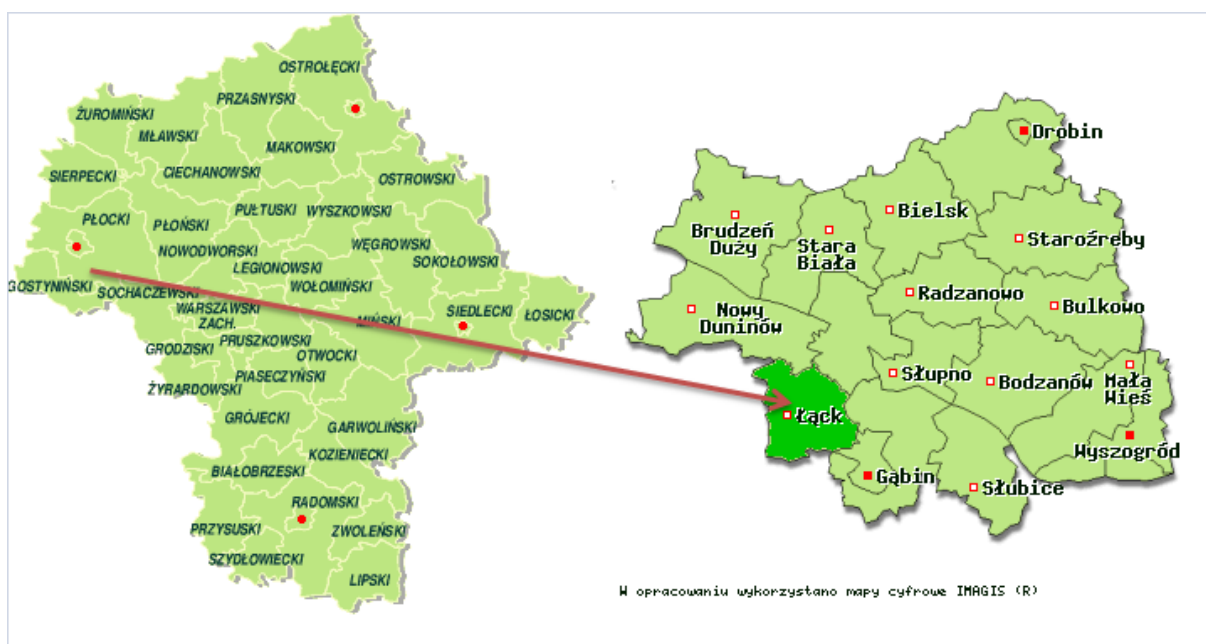 OSTROŁĘCKI
PRZASNYSKI
ŻUROMIŃSKI
MŁAWSKI
MAKOWSKI
CIECHANOWSKI
SIERPECKI
OSTROWSKI
PUŁTUSKI
WYSZKOWSKI
PŁOCKI
PŁOŃSKI
NOWODWORSKI
WĘGROWSKI
SOKOŁOWSKI
LEGIONOWSKI
GOSTYNIŃSKI
SOCHACZEWSKI
WOŁOMIŃSKI
WARSZAWSKI
ZACH.
MIŃSKI
SIEDLECKI
ŁOSICKI
PRUSZKOWSKI
GRODZISKI
OTWOCKI
PIASECZYŃSKI
ŻYRARDOWSKI
GRÓJECKI
GARWOLIŃSKI
KOZIENICKI
BIAŁOBRZESKI
RADOMSKI
PRZYSUSKI
ZWOLEŃSKI
SZYDŁOWIECKI
LIPSKI
Drobin
Bielsk
Brudzeń
Duży
Stara
Biała
Staroźreby
Radzanowo
Bulkowo
Nowy
Duninów
Słupno
Bodzanów
Mała
Wieś
Łąck
Wyszogród
Gąbin
Słubice
W opracowaniu wykorzystano mapy cyfrowe IMAGIS (R)